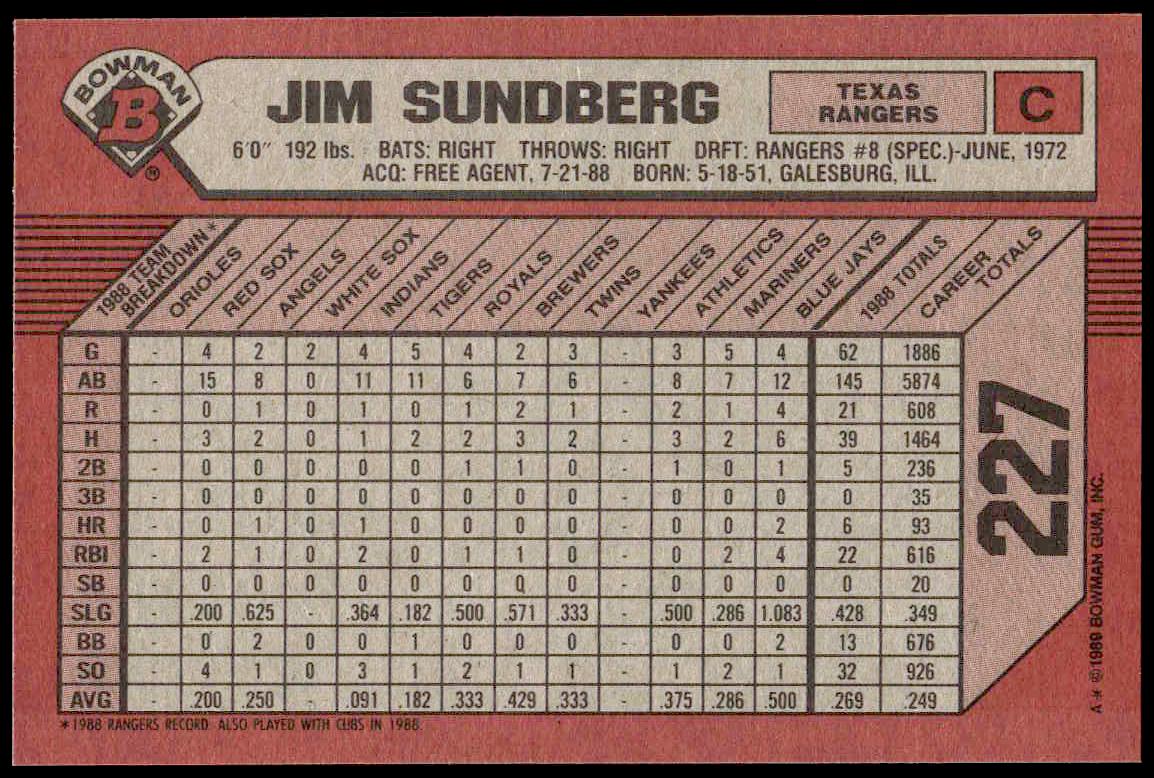 BOWMAN
B
®
JIM SUNDBERG
TEXAS
RANGERS
C
6'0" 192 lbs. BATS: RIGHT THROWS: RIGHT DRFT: RANGERS #8 (SPEC.)-JUNE, 1972
ACQ: FREE AGENT, 7-21-88 BORN: 5-18-51, GALESBURG, ILL.
1988 TEAM BREAKDOWN* ORIOLES RED SOX ANGELS WHITE SOX INDIANS TIGERS ROYALS BREWERS TWINS YANKEES ATHLETICS MARINERS BLUE JAYS 1988 TOTALS CAREER TOTALS
G - 4 2 2 4 5 4 2 3 - 3 5 4 62 1886
AB - 15 8 0 11 11 6 7 6 - 8 7 12 145 5874
R - 0 1 0 1 0 1 2 1 - 2 1 4 21 608
H - 3 2 0 1 2 2 3 2 - 3 2 6 39 1464
2B - 0 0 0 0 0 1 1 0 - 1 0 1 5 236
3B - 0 0 0 0 0 0 0 0 - 0 0 0 0 35
HR - 0 1 0 1 0 0 0 0 - 0 0 2 6 93
RBI - 2 1 0 2 0 1 1 0 - 0 2 4 22 616
SB - 0 0 0 0 0 0 0 0 - 0 0 0 0 20
SLG - .200 .625 - .364 .182 .500 .571 .333 - .500 .286 1.083 .428 .349
BB - 0 2 0 0 1 0 0 0 - 0 0 2 13 676
SO - 4 1 0 3 1 2 1 1 - 1 2 1 32 926
AVG - .200 .250 - .091 .182 .333 .429 .333 - .375 .286 .500 .269 .249
227
*1988 RANGERS RECORD. ALSO PLAYED WITH CUBS IN 1988.
A* ©1989 BOWMAN GUM, INC.